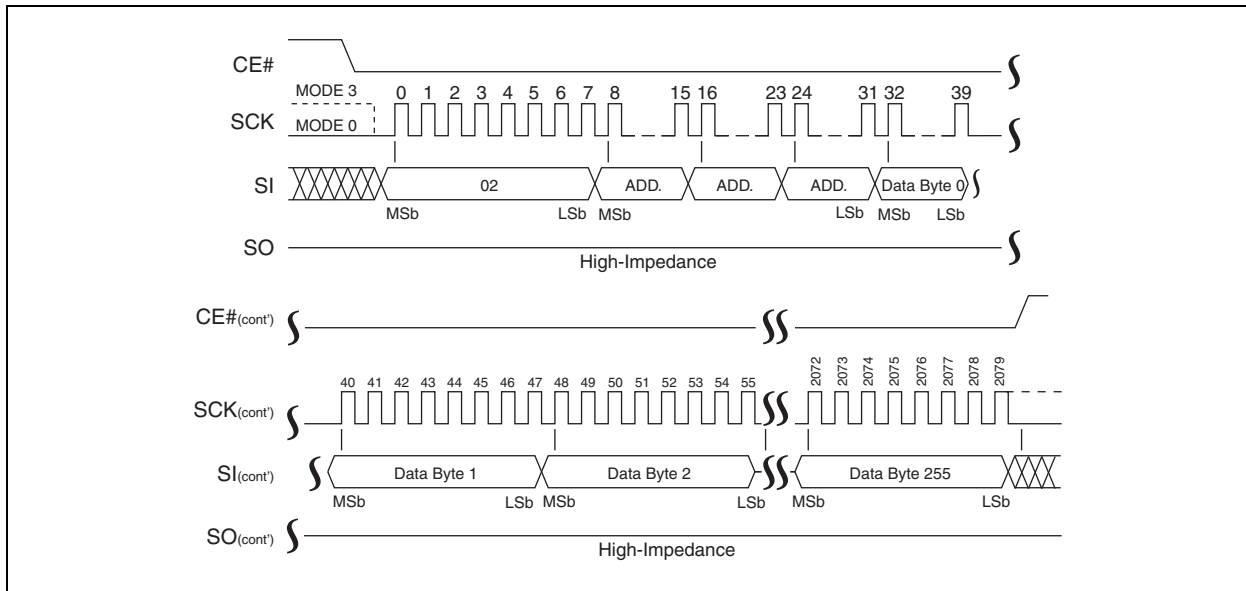 CE#
MODE 3
0 1 2 3 4 5 6 7 8 15 16 23 24 31 32 39
SCK
MODE 0
SI
02 ADD. ADD. ADD. Data Byte 0
MSb LSb MSb LSb MSb LSb
SO
High-Impedance
CE#(cont')
40 41 42 43 44 45 46 47 48 49 50 51 52 53 54 55 2072 2073 2074 2075 2076 2077 2078 2079
SCK(cont')
SI(cont')
Data Byte 1 Data Byte 2 Data Byte 255
MSb LSb MSb LSb MSb LSb
SO(cont')
High-Impedance